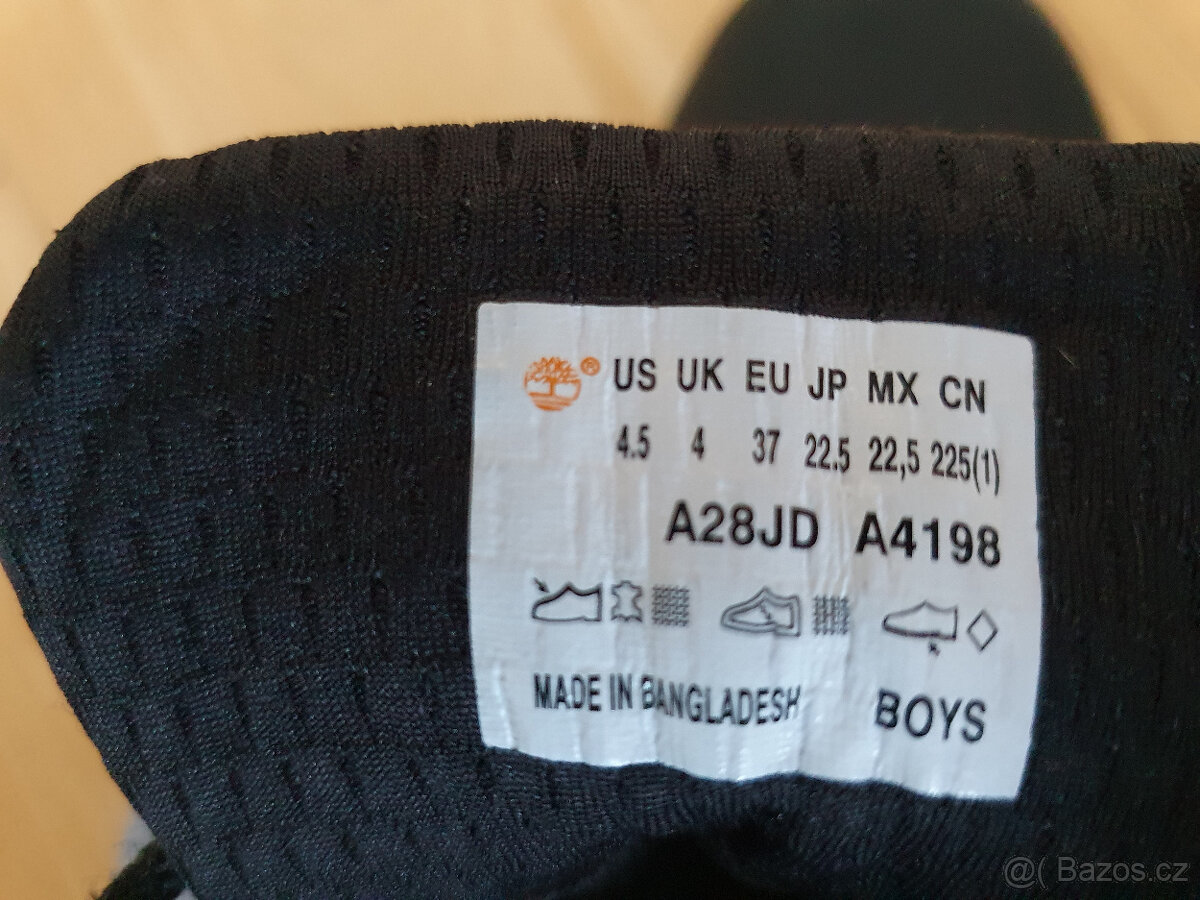 ® US UK EU JP MX CN
4.5 4 37 22.5 22,5 225(1)
A28JD A4198
MADE IN BANGLADESH BOYS
@( Bazos.cz